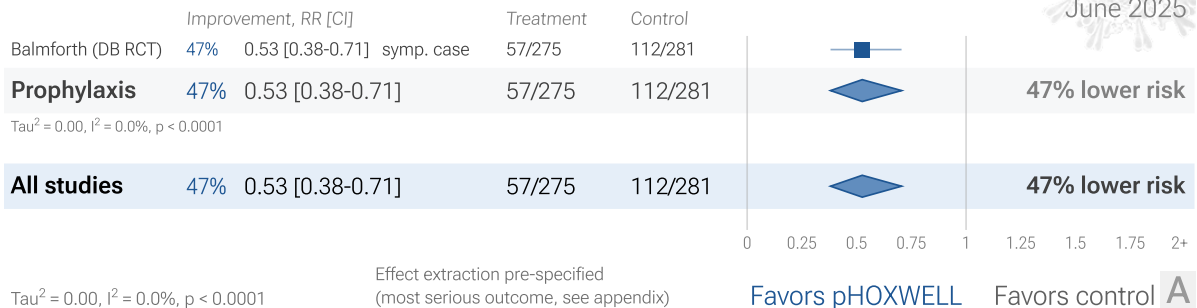 June 2025
Improvement, RR [CI] Treatment Control
Balmforth (DB RCT) 47% 0.53 [0.38-0.71] symp. case 57/275 112/281
Prophylaxis 47% 0.53 [0.38-0.71] 57/275 112/281 47% lower risk
Tau² = 0.00, I² = 0.0%, p < 0.0001
All studies 47% 0.53 [0.38-0.71] 57/275 112/281 47% lower risk
0 0.25 0.5 0.75 1 1.25 1.5 1.75 2+
Effect extraction pre-specified
Tau² = 0.00, I² = 0.0%, p < 0.0001 (most serious outcome, see appendix) Favors pHOXWELL Favors control A